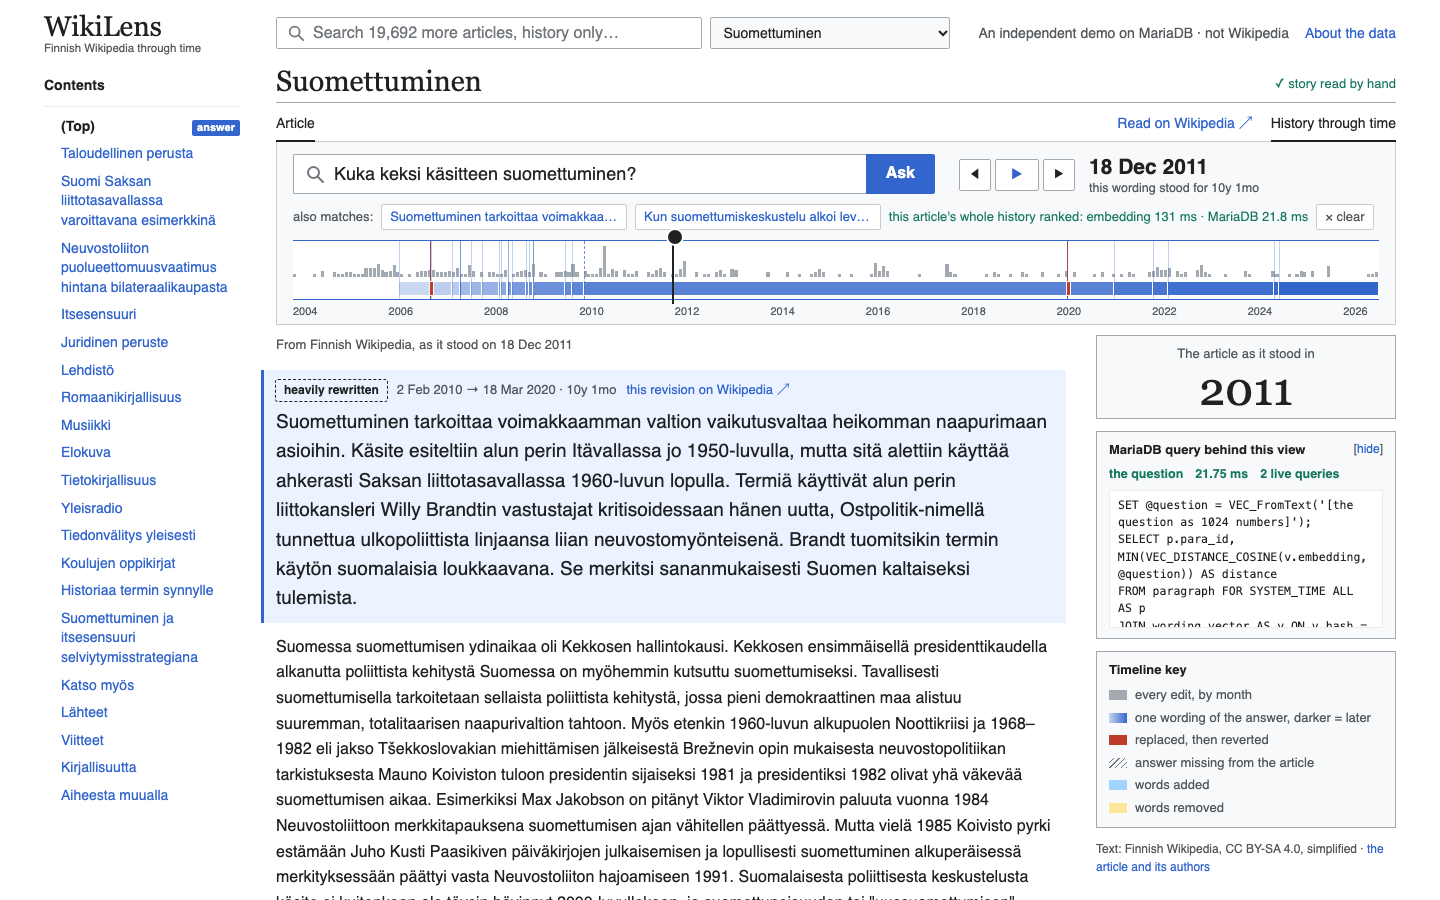 WikiLens
Finnish Wikipedia through time
Search 19,692 more articles, history only…
Suomettuminen
An independent demo on MariaDB · not Wikipedia
About the data
Contents
(Top)
answer
Taloudellinen perusta
Suomi Saksan
liittotasavallassa
varoittavana esimerkkinä
Neuvostoliiton
puolueettomuusvaatimus
hintana bilateraalikaupasta
Itsesensuuri
Juridinen peruste
Lehdistö
Romaanikirjallisuus
Musiikki
Elokuva
Tietokirjallisuus
Yleisradio
Tiedonvälitys yleisesti
Koulujen oppikirjat
Historiaa termin synnylle
Suomettuminen ja
itsesensuuri
selviytymisstrategiana
Katso myös
Lähteet
Viitteet
Kirjallisuutta
Aiheesta muualla
Suomettuminen
✓ story read by hand
Article
Read on Wikipedia ↗
History through time
Kuka keksi käsitteen suomettuminen?
Ask
◀
▶
▶
18 Dec 2011
this wording stood for 10y 1mo
also matches:
Suomettuminen tarkoittaa voimakkaa…
Kun suomettumiskeskustelu alkoi lev…
this article's whole history ranked: embedding 131 ms · MariaDB 21.8 ms
× clear
2004 2006 2008 2010 2012 2014 2016 2018 2020 2022 2024 2026
From Finnish Wikipedia, as it stood on 18 Dec 2011
heavily rewritten
2 Feb 2010 → 18 Mar 2020 · 10y 1mo
this revision on Wikipedia ↗
Suomettuminen tarkoittaa voimakkaamman valtion vaikutusvaltaa heikomman naapurimaan
asioihin. Käsite esiteltiin alun perin Itävallassa jo 1950-luvulla, mutta sitä alettiin käyttää
ahkerasti Saksan liittotasavallassa 1960-luvun lopulla. Termiä käyttivät alun perin
liittokansleri Willy Brandtin vastustajat kritisoidessaan hänen uutta, Ostpolitik-nimellä
tunnettua ulkopoliittista linjaansa liian neuvostomyönteisenä. Brandt tuomitsikin termin
käytön suomalaisia loukkaavana. Se merkitsi sananmukaisesti Suomen kaltaiseksi
tulemista.
Suomessa suomettumisen ydinaikaa oli Kekkosen hallintokausi. Kekkosen ensimmäisellä presidenttikaudella
alkanutta poliittista kehitystä Suomessa on myöhemmin kutsuttu suomettumiseksi. Tavallisesti
suomettumisella tarkoitetaan sellaista poliittista kehitystä, jossa pieni demokraattinen maa alistuu
suuremman, totalitaarisen naapurivaltion tahtoon. Myös etenkin 1960-luvun alkupuolen Noottikriisi ja 1968–
1982 eli jakso Tšekkoslovakian miehittämisen jälkeisestä Brežnevin opin mukaisesta neuvostopolitiikan
tarkistuksesta Mauno Koiviston tuloon presidentin sijaiseksi 1981 ja presidentiksi 1982 olivat yhä väkevää
suomettumisen aikaa. Esimerkiksi Max Jakobson on pitänyt Viktor Vladimirovin paluuta vuonna 1984
Neuvostoliittoon merkkitapauksena suomettumisen ajan vähitellen päättyessä. Mutta vielä 1985 Koivisto pyrki
estämään Juho Kusti Paasikiven päiväkirjojen julkaisemisen ja lopullisesti suomettuminen alkuperäisessä
merkityksessään päättyi vasta Neuvostoliiton hajoamiseen 1991. Suomalaisesta poliittisesta keskustelusta
The article as it stood in
2011
MariaDB query behind this view
[hide]
the question 21.75 ms 2 live queries
SET @question = VEC_FromText('[the
question as 1024 numbers]');
SELECT p.para_id,
MIN(VEC_DISTANCE_COSINE(v.embedding,
@question)) AS distance
FROM paragraph FOR SYSTEM_TIME ALL
AS p
JOIN wording_vector AS v ON v.hash =
Timeline key
every edit, by month
one wording of the answer, darker = later
replaced, then reverted
answer missing from the article
words added
words removed
Text: Finnish Wikipedia, CC BY-SA 4.0, simplified · the
article and its authors